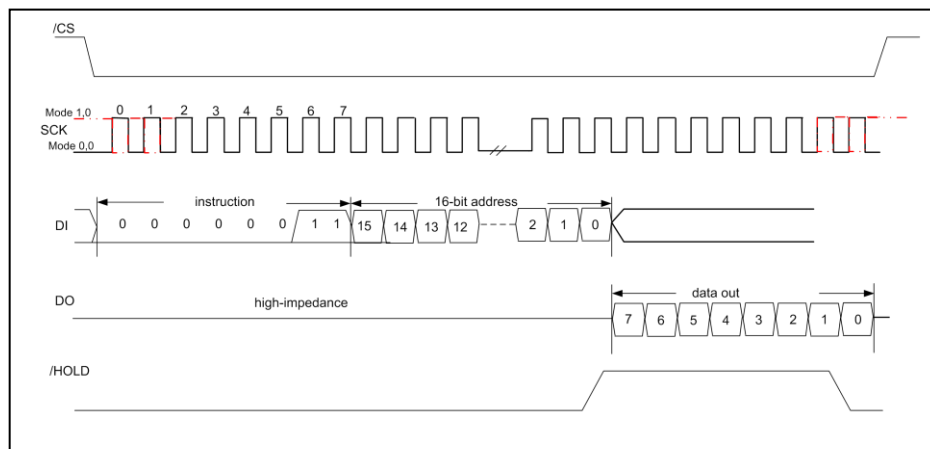 /CS
Mode 1,0 0 1 2 3 4 5 6 7
SCK
Mode 0,0
instruction 16-bit address
DI 0 0 0 0 0 0 1 1 15 14 13 12 2 1 0
DO high-impedance data out
7 6 5 4 3 2 1 0
/HOLD